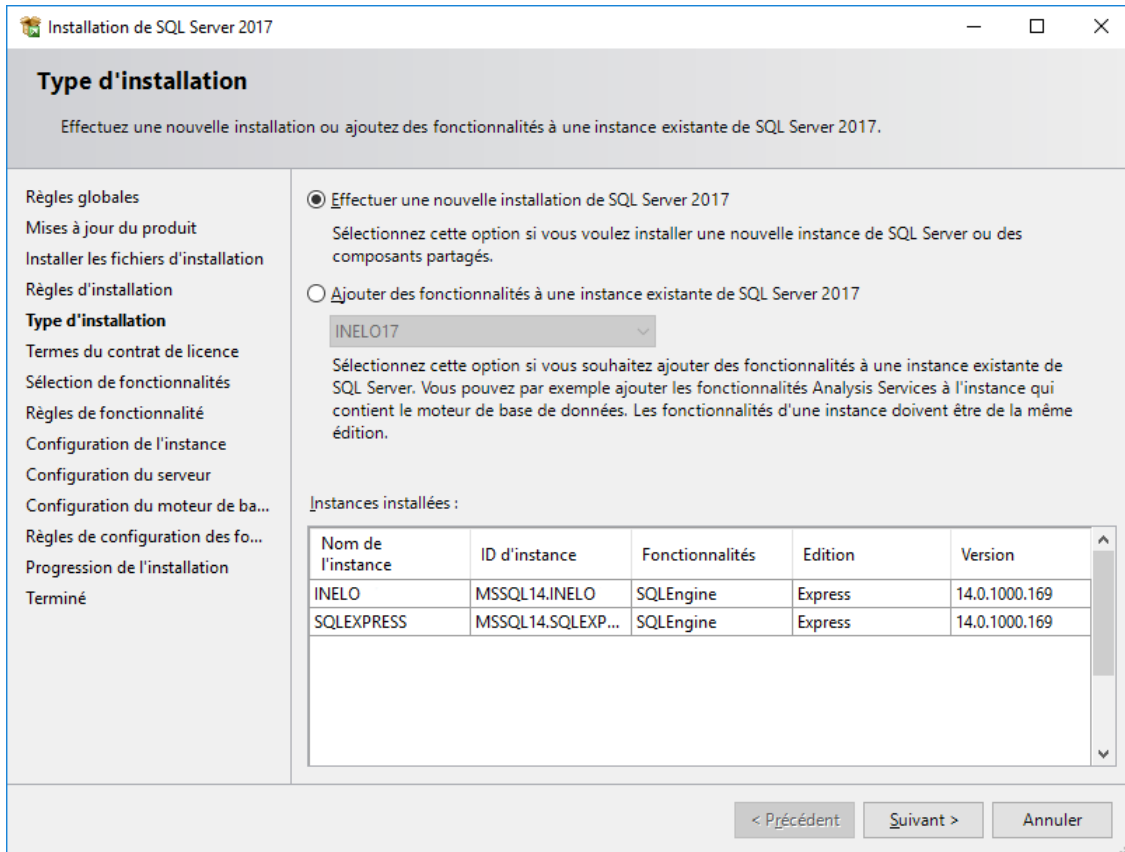 Installation de SQL Server 2017
Type d'installation
Effectuez une nouvelle installation ou ajoutez des fonctionnalités à une instance existante de SQL Server 2017.
Règles globales
Mises à jour du produit
Installer les fichiers d'installation
Règles d'installation
Type d'installation
Termes du contrat de licence
Sélection de fonctionnalités
Règles de fonctionnalité
Configuration de l'instance
Configuration du serveur
Configuration du moteur de ba...
Règles de configuration des fo...
Progression de l'installation
Terminé
Effectuer une nouvelle installation de SQL Server 2017
Sélectionnez cette option si vous voulez installer une nouvelle instance de SQL Server ou des
composants partagés.
Ajouter des fonctionnalités à une instance existante de SQL Server 2017
INELO17
Sélectionnez cette option si vous souhaitez ajouter des fonctionnalités à une instance existante de
SQL Server. Vous pouvez par exemple ajouter les fonctionnalités Analysis Services à l'instance qui
contient le moteur de base de données. Les fonctionnalités d'une instance doivent être de la même
édition.
Instances installées :
Nom de
l'instance
ID d'instance
Fonctionnalités
Edition
Version
INELO MSSQL14.INELO SQLEngine Express 14.0.1000.169
SQLEXPRESS MSSQL14.SQLEXP... SQLEngine Express 14.0.1000.169
< Précédent
Suivant >
Annuler